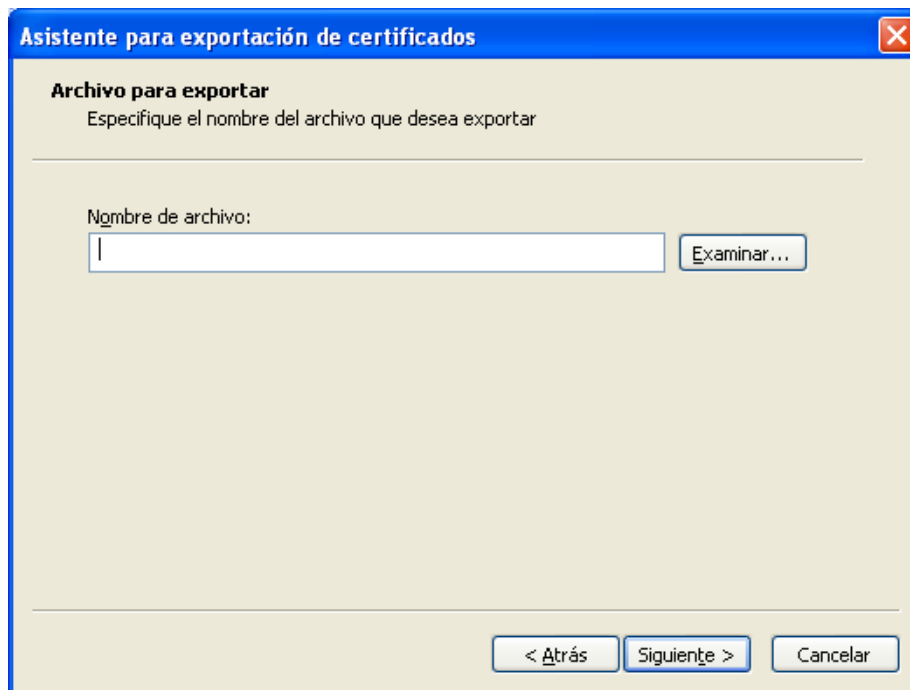 Asistente para exportación de certificados
Archivo para exportar
Especifique el nombre del archivo que desea exportar
Nombre de archivo:
Examinar...
< Atrás
Siguiente >
Cancelar